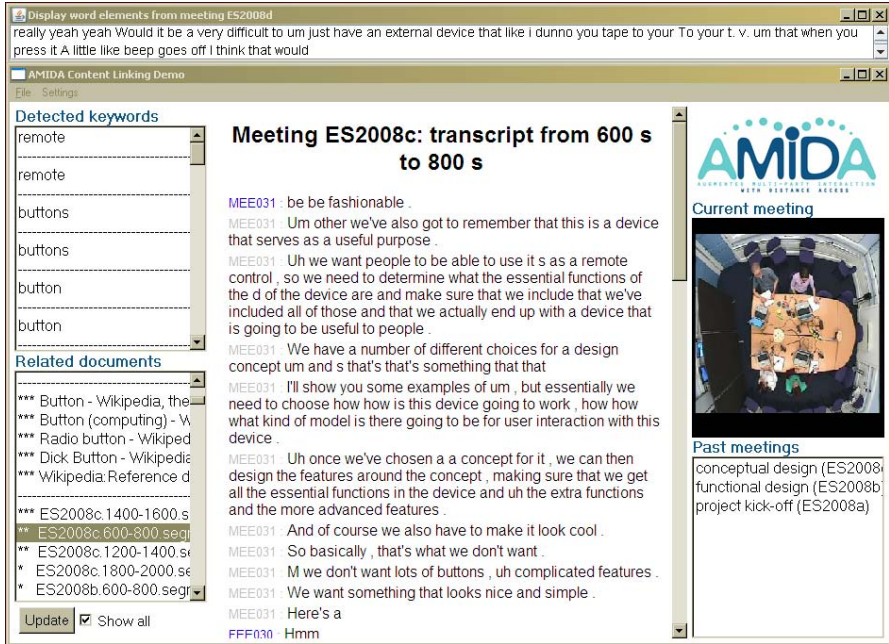 Display word elements from meeting ES2008d
really yeah yeah Would it be a very difficult to um just have an external device that like i dunno you tape to your To your t. v. um that when you
press it A little like beep goes off I think that would
AMIDA Content Linking Demo
File Settings
Detected keywords
remote
remote
buttons
buttons
button
button
Related documents
*** Button - Wikipedia, the
*** Button (computing) - W
*** Radio button - Wikiped
*** Dick Button - Wikipedia
*** Wikipedia:Reference d
*** ES2008c.1400-1600.s
** ES2008c.600-800.segr
** ES2008c.1200-1400.se
* ES2008c.1800-2000.se
* ES2008b.600-800.segr
Update Show all
Meeting ES2008c: transcript from 600 s
to 800 s
MEE031 : be be fashionable .
MEE031 : Um other we've also got to remember that this is a device
that serves as a useful purpose .
MEE031 : Uh we want people to be able to use it s as a remote
control , so we need to determine what the essential functions of
the d of the device are and make sure that we include that we've
included all of those and that we actually end up with a device that
is going to be useful to people .
MEE031 : We have a number of different choices for a design
concept um and s that's that's something that that
MEE031 : I'll show you some examples of um , but essentially we
need to choose how how is this device going to work , how how
what kind of model is there going to be for user interaction with this
device .
MEE031 : Uh once we've chosen a a concept for it , we can then
design the features around the concept , making sure that we get
all the essential functions in the device and uh the extra functions
and the more advanced features .
MEE031 : And of course we also have to make it look cool .
MEE031 : So basically , that's what we don't want .
MEE031 : M we don't want lots of buttons , uh complicated features .
MEE031 : We want something that looks nice and simple .
MEE031 : Here's a
FEE030 : Hmm
AMIDA
AUGMENTED MULTI-PARTY INTERACTION
WITH DISTANCE ACCESS
Current meeting
Past meetings
conceptual design (ES2008
functional design (ES2008b
project kick-off (ES2008a)